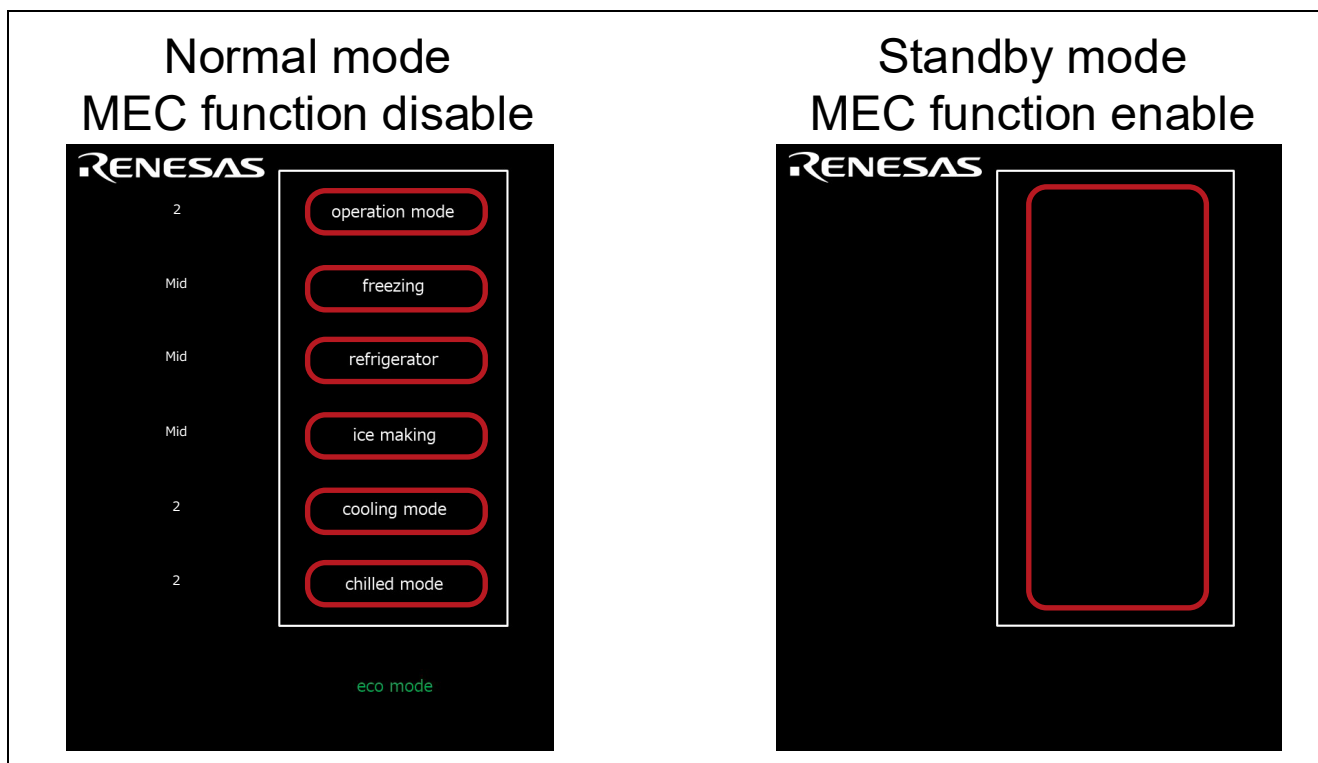 Normal mode
MEC function disable
RENESAS
2 operation mode
Mid freezing
Mid refrigerator
Mid ice making
2 cooling mode
2 chilled mode
eco mode
Standby mode
MEC function enable
RENESAS